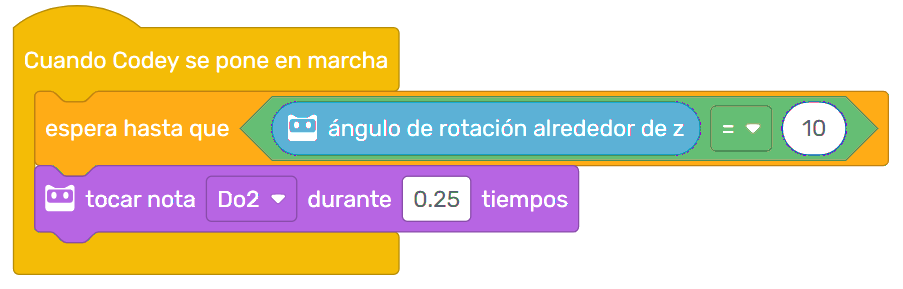 Cuando Codey se pone en marcha
espera hasta que ángulo de rotación alrededor de z = 10
tocar nota Do2 durante 0.25 tiempos